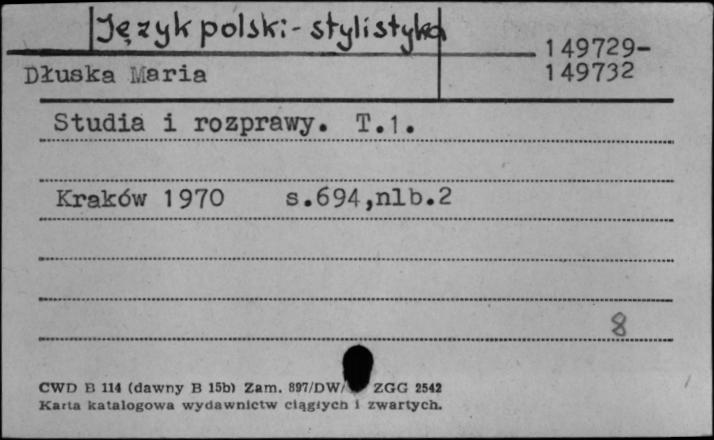 Język polski - stylistyka
149729-
149732
Dłuska Maria
Studia i rozprawy. T.1.
Kraków 1970 s.694,nlb.2
8
CWD B 114 (dawny B 15b) Zam. 897/DW/ ZGG 2542
Karta katalogowa wydawnictw ciągłych i zwartych.